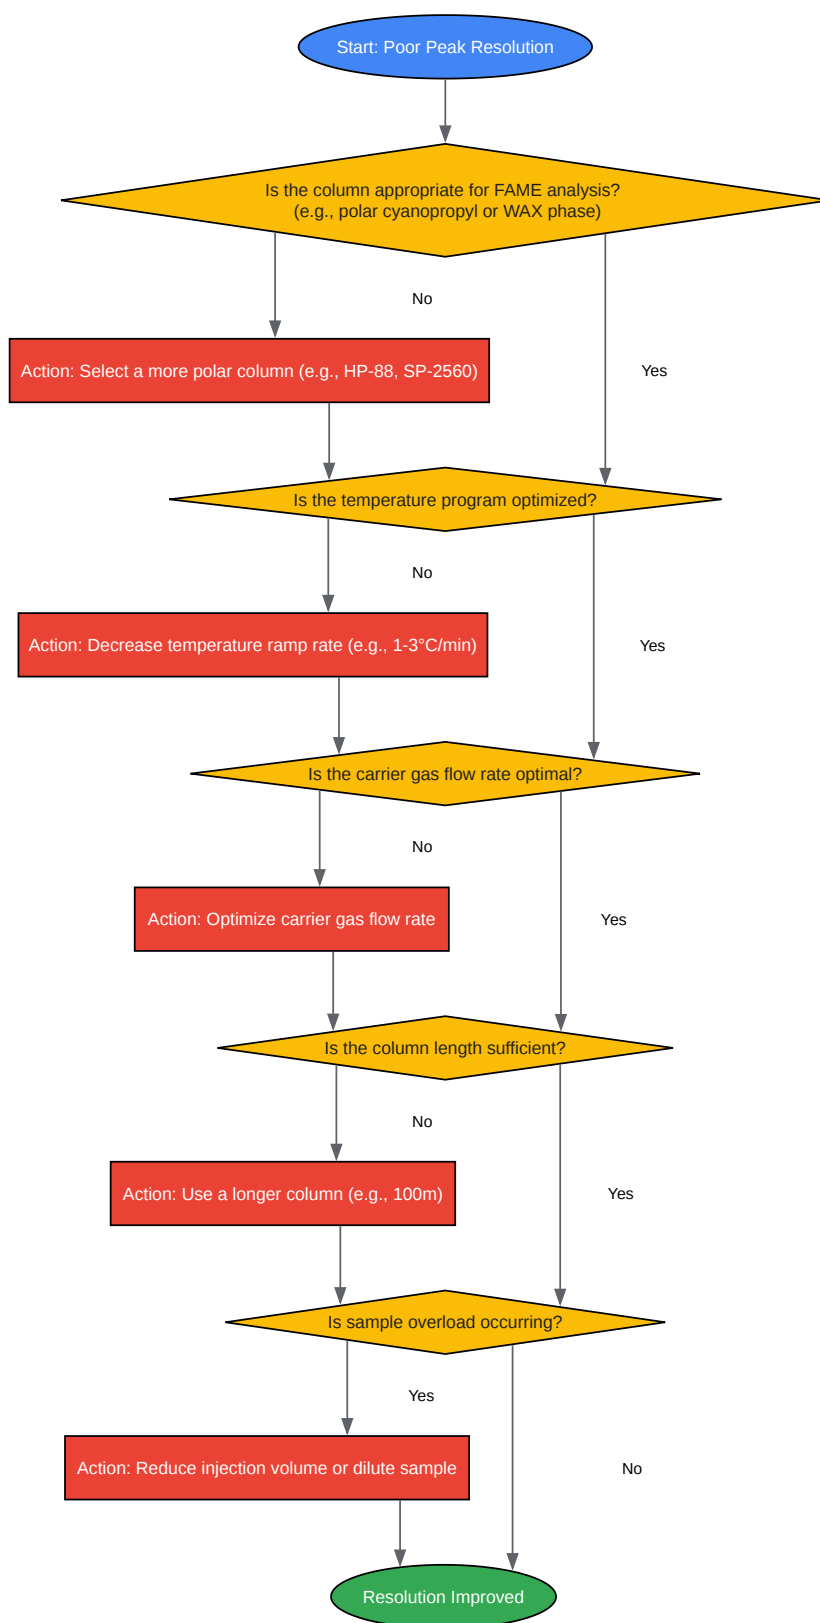 Start: Poor Peak Resolution
Is the column appropriate for FAME analysis?
(e.g., polar cyanopropyl or WAX phase)
No
Action: Select a more polar column (e.g., HP-88, SP-2560)
Yes
Is the temperature program optimized?
No
Action: Decrease temperature ramp rate (e.g., 1-3°C/min)
Yes
Is the carrier gas flow rate optimal?
No
Action: Optimize carrier gas flow rate
Yes
Is the column length sufficient?
No
Action: Use a longer column (e.g., 100m)
Yes
Is sample overload occurring?
Yes
Action: Reduce injection volume or dilute sample
No
Resolution Improved